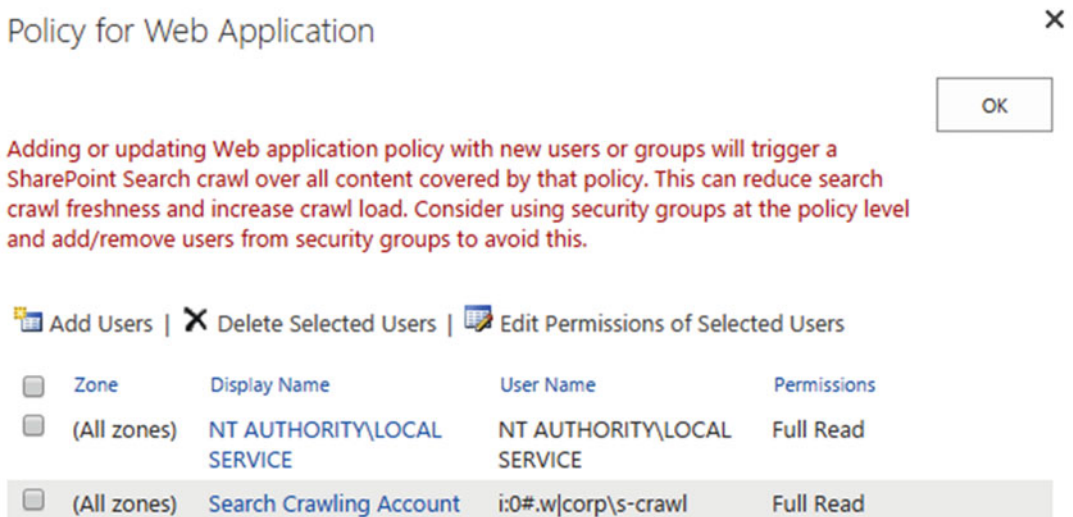 Policy for Web Application
OK
Adding or updating Web application policy with new users or groups will trigger a
SharePoint Search crawl over all content covered by that policy. This can reduce search
crawl freshness and increase crawl load. Consider using security groups at the policy level
and add/remove users from security groups to avoid this.
Add Users | Delete Selected Users | Edit Permissions of Selected Users
Zone Display Name User Name Permissions
(All zones) NT AUTHORITY\LOCAL NT AUTHORITY\LOCAL Full Read
SERVICE SERVICE
(All zones) Search Crawling Account i:0#.w|corp\s-crawl Full Read